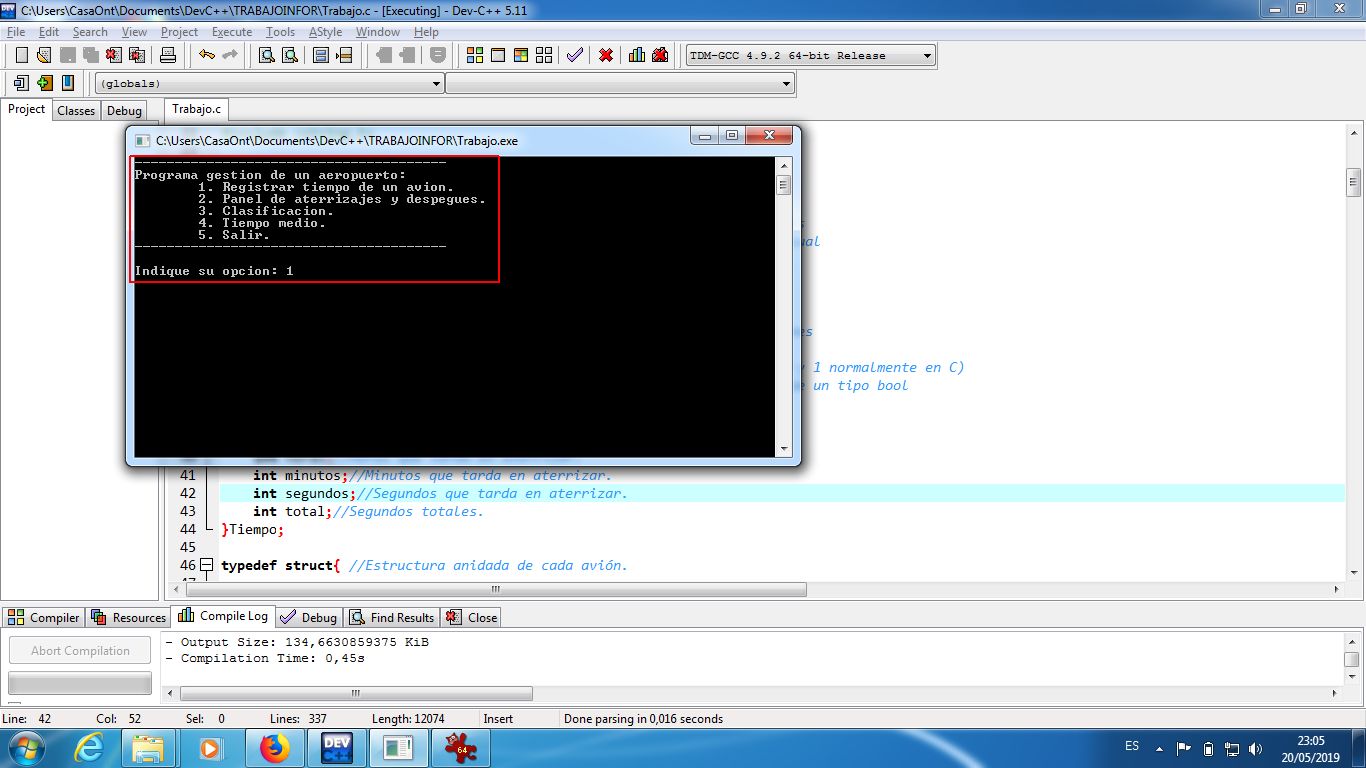 C:\Users\CasaOnt\Documents\DevC++\TRABAJOINFOR\Trabajo.c - [Executing] - Dev-C++ 5.11
File Edit Search View Project Execute Tools AStyle Window Help
TDM-GCC 4.9.2 64-bit Release
(globals)
Project Classes Debug
Trabajo.c
C:\Users\CasaOnt\Documents\DevC++\TRABAJOINFOR\Trabajo.exe
Programa gestion de un aeropuerto:
1. Registrar tiempo de un avion.
2. Panel de aterrizajes y despegues.
3. Clasificacion.
4. Tiempo medio.
5. Salir.
Indique su opcion: 1
ual
es
y 1 normalmente en C)
e un tipo bool
41 int minutos;//Minutos que tarda en aterrizar.
42 int segundos;//Segundos que tarda en aterrizar.
43 int total;//Segundos totales.
44 }Tiempo;
45
46 typedef struct{ //Estructura anidada de cada avión.
Compiler Resources Compile Log Debug Find Results Close
Abort Compilation
- Output Size: 134,6630859375 KiB
- Compilation Time: 0,45s
Line: 42 Col: 52 Sel: 0 Lines: 337 Length: 12074 Insert Done parsing in 0,016 seconds
DEV C++
64
ES
23:05
20/05/2019